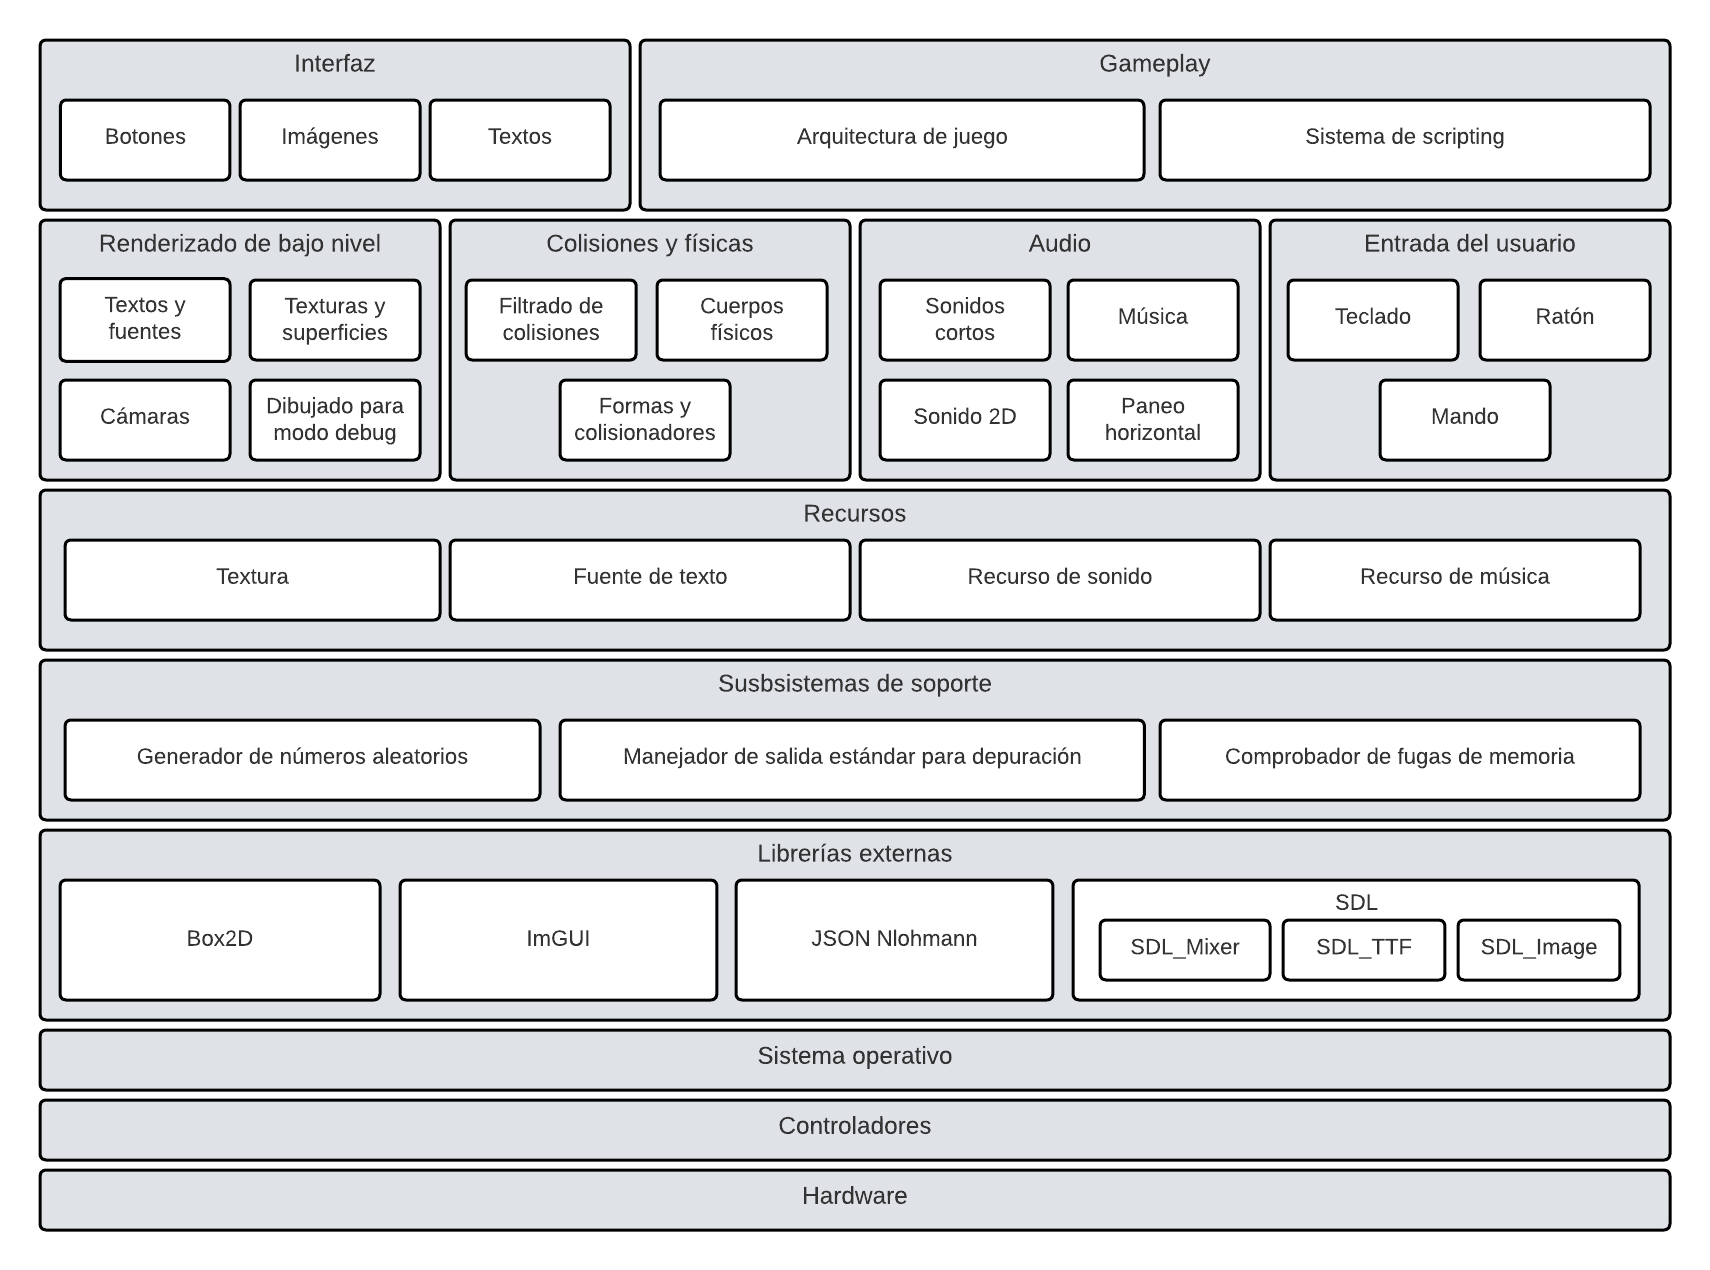 Interfaz
Botones
Imágenes
Textos
Gameplay
Arquitectura de juego
Sistema de scripting
Renderizado de bajo nivel
Textos y
fuentes
Texturas y
superficies
Cámaras
Dibujado para
modo debug
Colisiones y físicas
Filtrado de
colisiones
Cuerpos
físicos
Formas y
colisionadores
Audio
Sonidos
cortos
Música
Sonido 2D
Paneo
horizontal
Entrada del usuario
Teclado
Ratón
Mando
Recursos
Textura
Fuente de texto
Recurso de sonido
Recurso de música
Susbsistemas de soporte
Generador de números aleatorios
Manejador de salida estándar para depuración
Comprobador de fugas de memoria
Librerías externas
Box2D
ImGUI
JSON Nlohmann
SDL
SDL_Mixer
SDL_TTF
SDL_Image
Sistema operativo
Controladores
Hardware